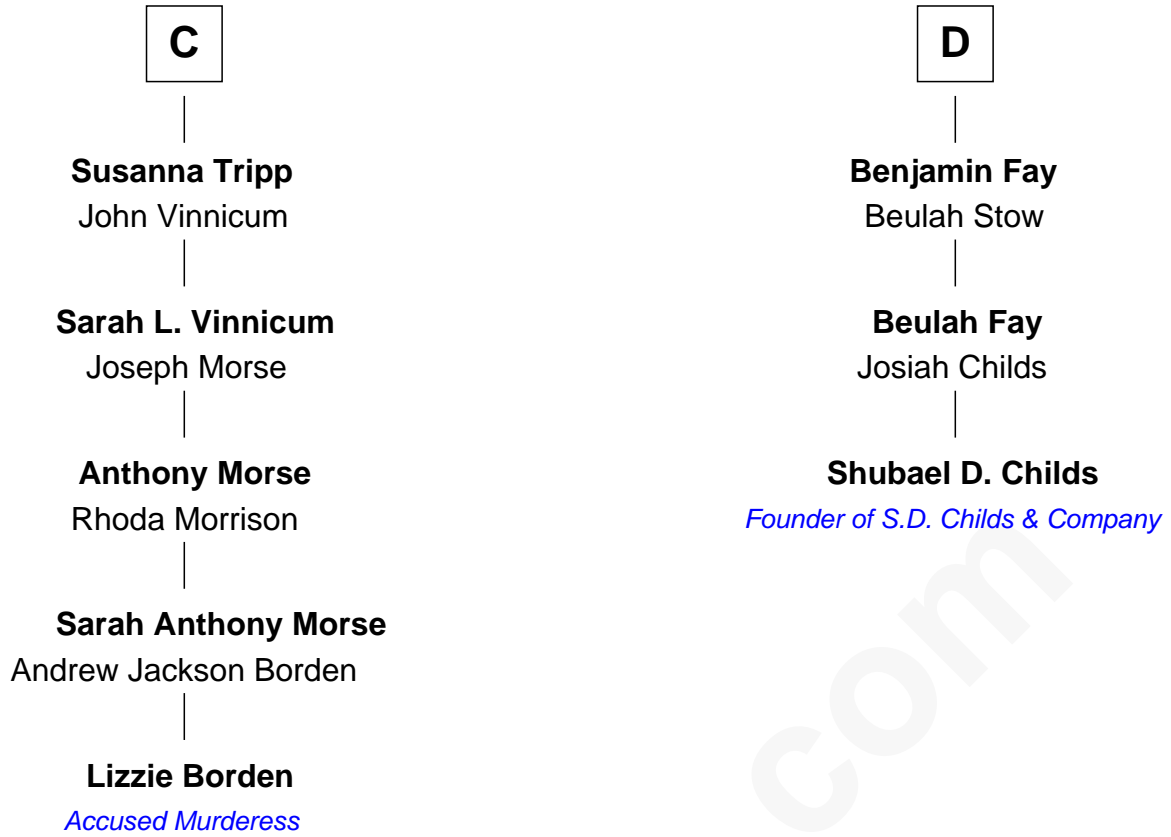 C
Susanna Tripp
John Vinnicum
Sarah L. Vinnicum
Joseph Morse
Anthony Morse
Rhoda Morrison
Sarah Anthony Morse
Andrew Jackson Borden
Lizzie Borden
Accused Murderess
D
Benjamin Fay
Beulah Stow
Beulah Fay
Josiah Childs
Shubael D. Childs
Founder of S.D. Childs & Company
com